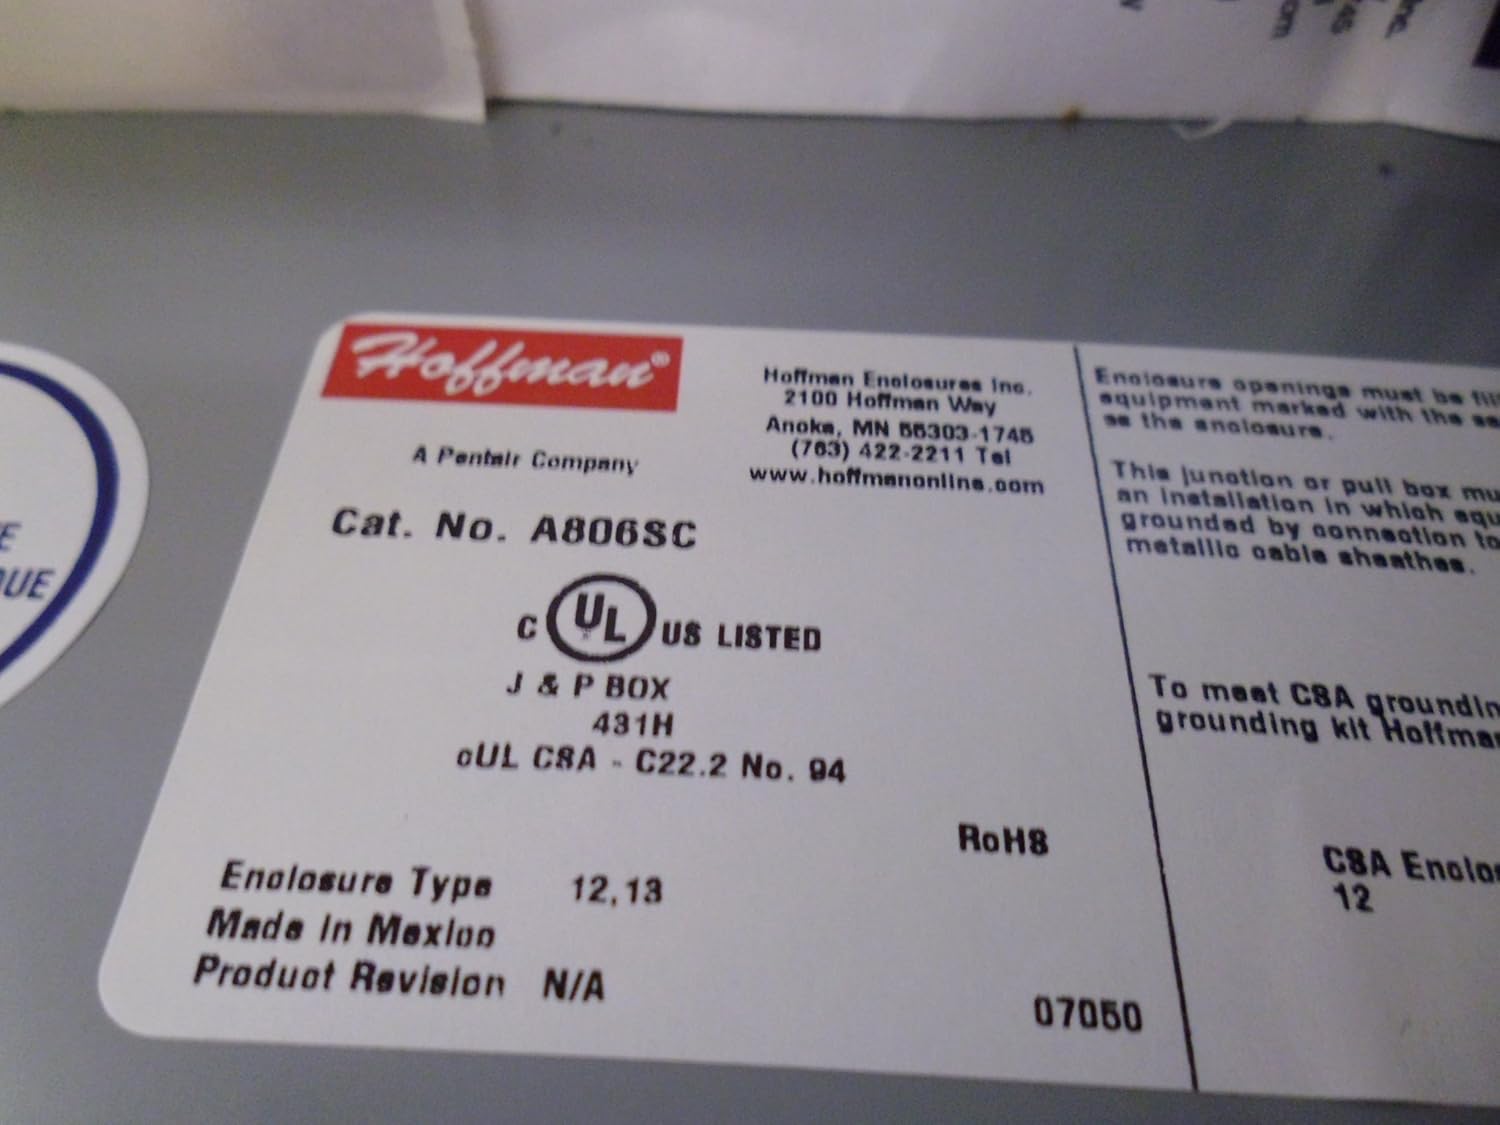 Hoffman®
A Pentair Company
Hoffman Enclosures Inc.
2100 Hoffman Way
Anoka, MN 55303-1745
(763) 422-2211 Tel
www.hoffmanonline.com
Cat. No. A806SC
C UL US LISTED
J & P BOX
431H
cUL CSA - C22.2 No. 94
RoHS
Enclosure Type 12,13
Made in Mexico
Product Revision N/A
07050
Enclosure openings must be
equipment marked with the
as the enclosure.
This junction or pull box
an installation in which
grounded by connection to
metallic cable sheathes.
To meet CSA
grounding kit
CSA
12